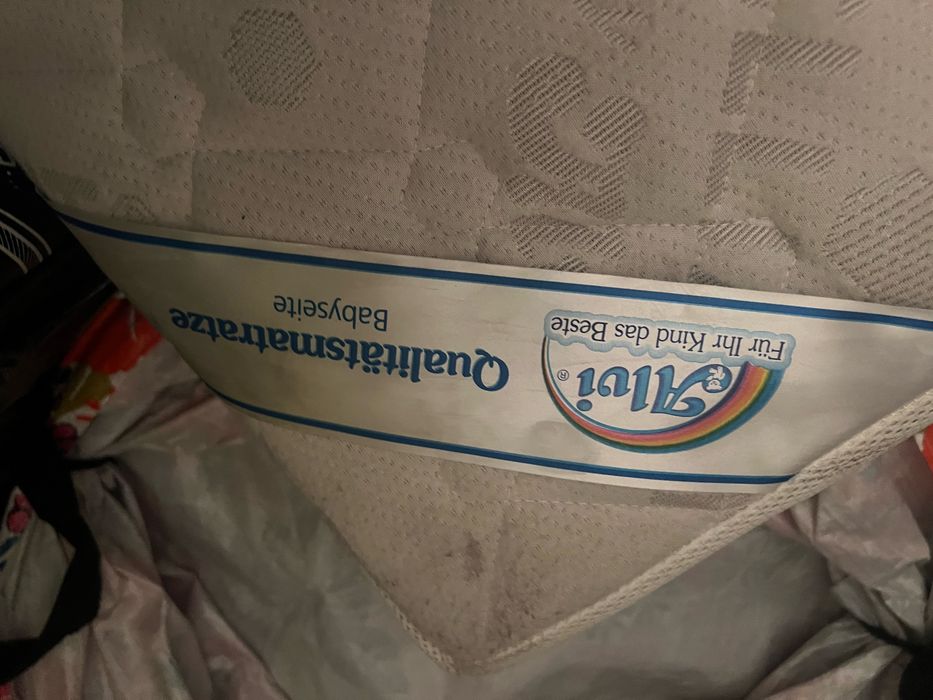 Alvi®
Für Ihr Kind das Beste
Qualitätsmatratze
Babyseite